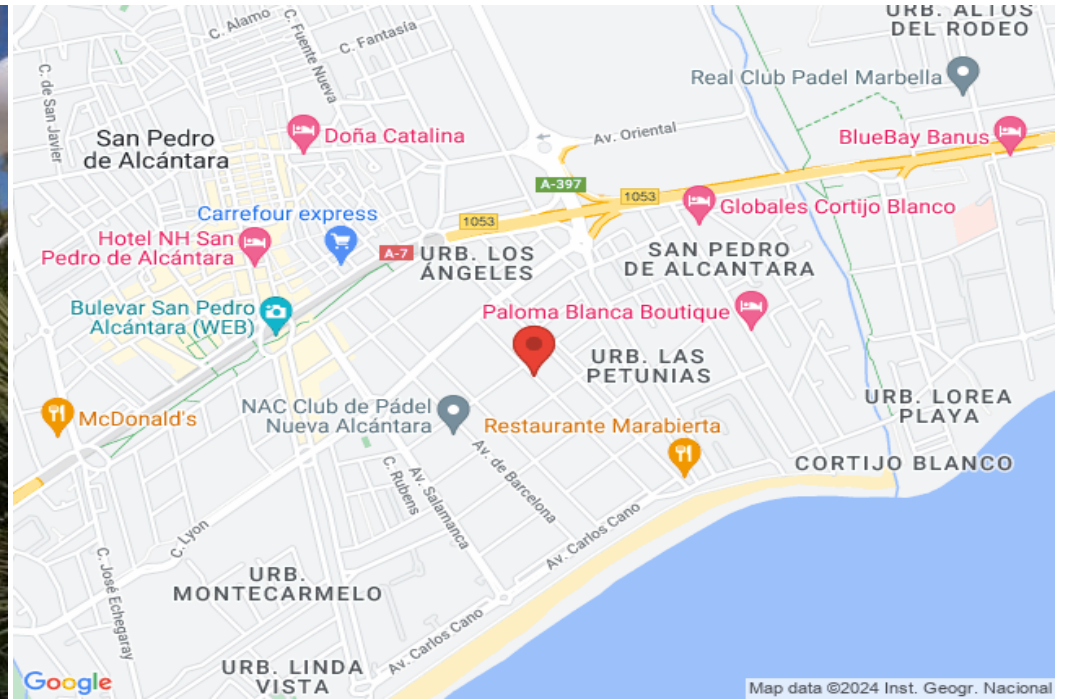 URB. ALTOS
DEL RODEO
C. Alamo
C. Fuente Nueva
C. Fantasía
C. de San Javier
Real Club Padel Marbella
San Pedro
de Alcántara
Doña Catalina
Av. Oriental
BlueBay Banus
A-397
1053
Carrefour express
1053
Globales Cortijo Blanco
Hotel NH San
Pedro de Alcántara
A-7
URB. LOS
ÁNGELES
SAN PEDRO
DE ALCANTARA
Bulevar San Pedro
Alcántara (WEB)
Paloma Blanca Boutique
URB. LAS
PETUNIAS
URB. LOREA
PLAYA
McDonald's
NAC Club de Pádel
Nueva Alcántara
Restaurante Marabierta
CORTIJO BLANCO
C. Rubens
Av. Salamanca
Av. de Barcelona
C. Lyon
Av. Carlos Cano
C. José Echegaray
URB.
MONTECARMELO
Av. Carlos Cano
URB. LINDA
VISTA
Google
Map data ©2024 Inst. Geogr. Nacional